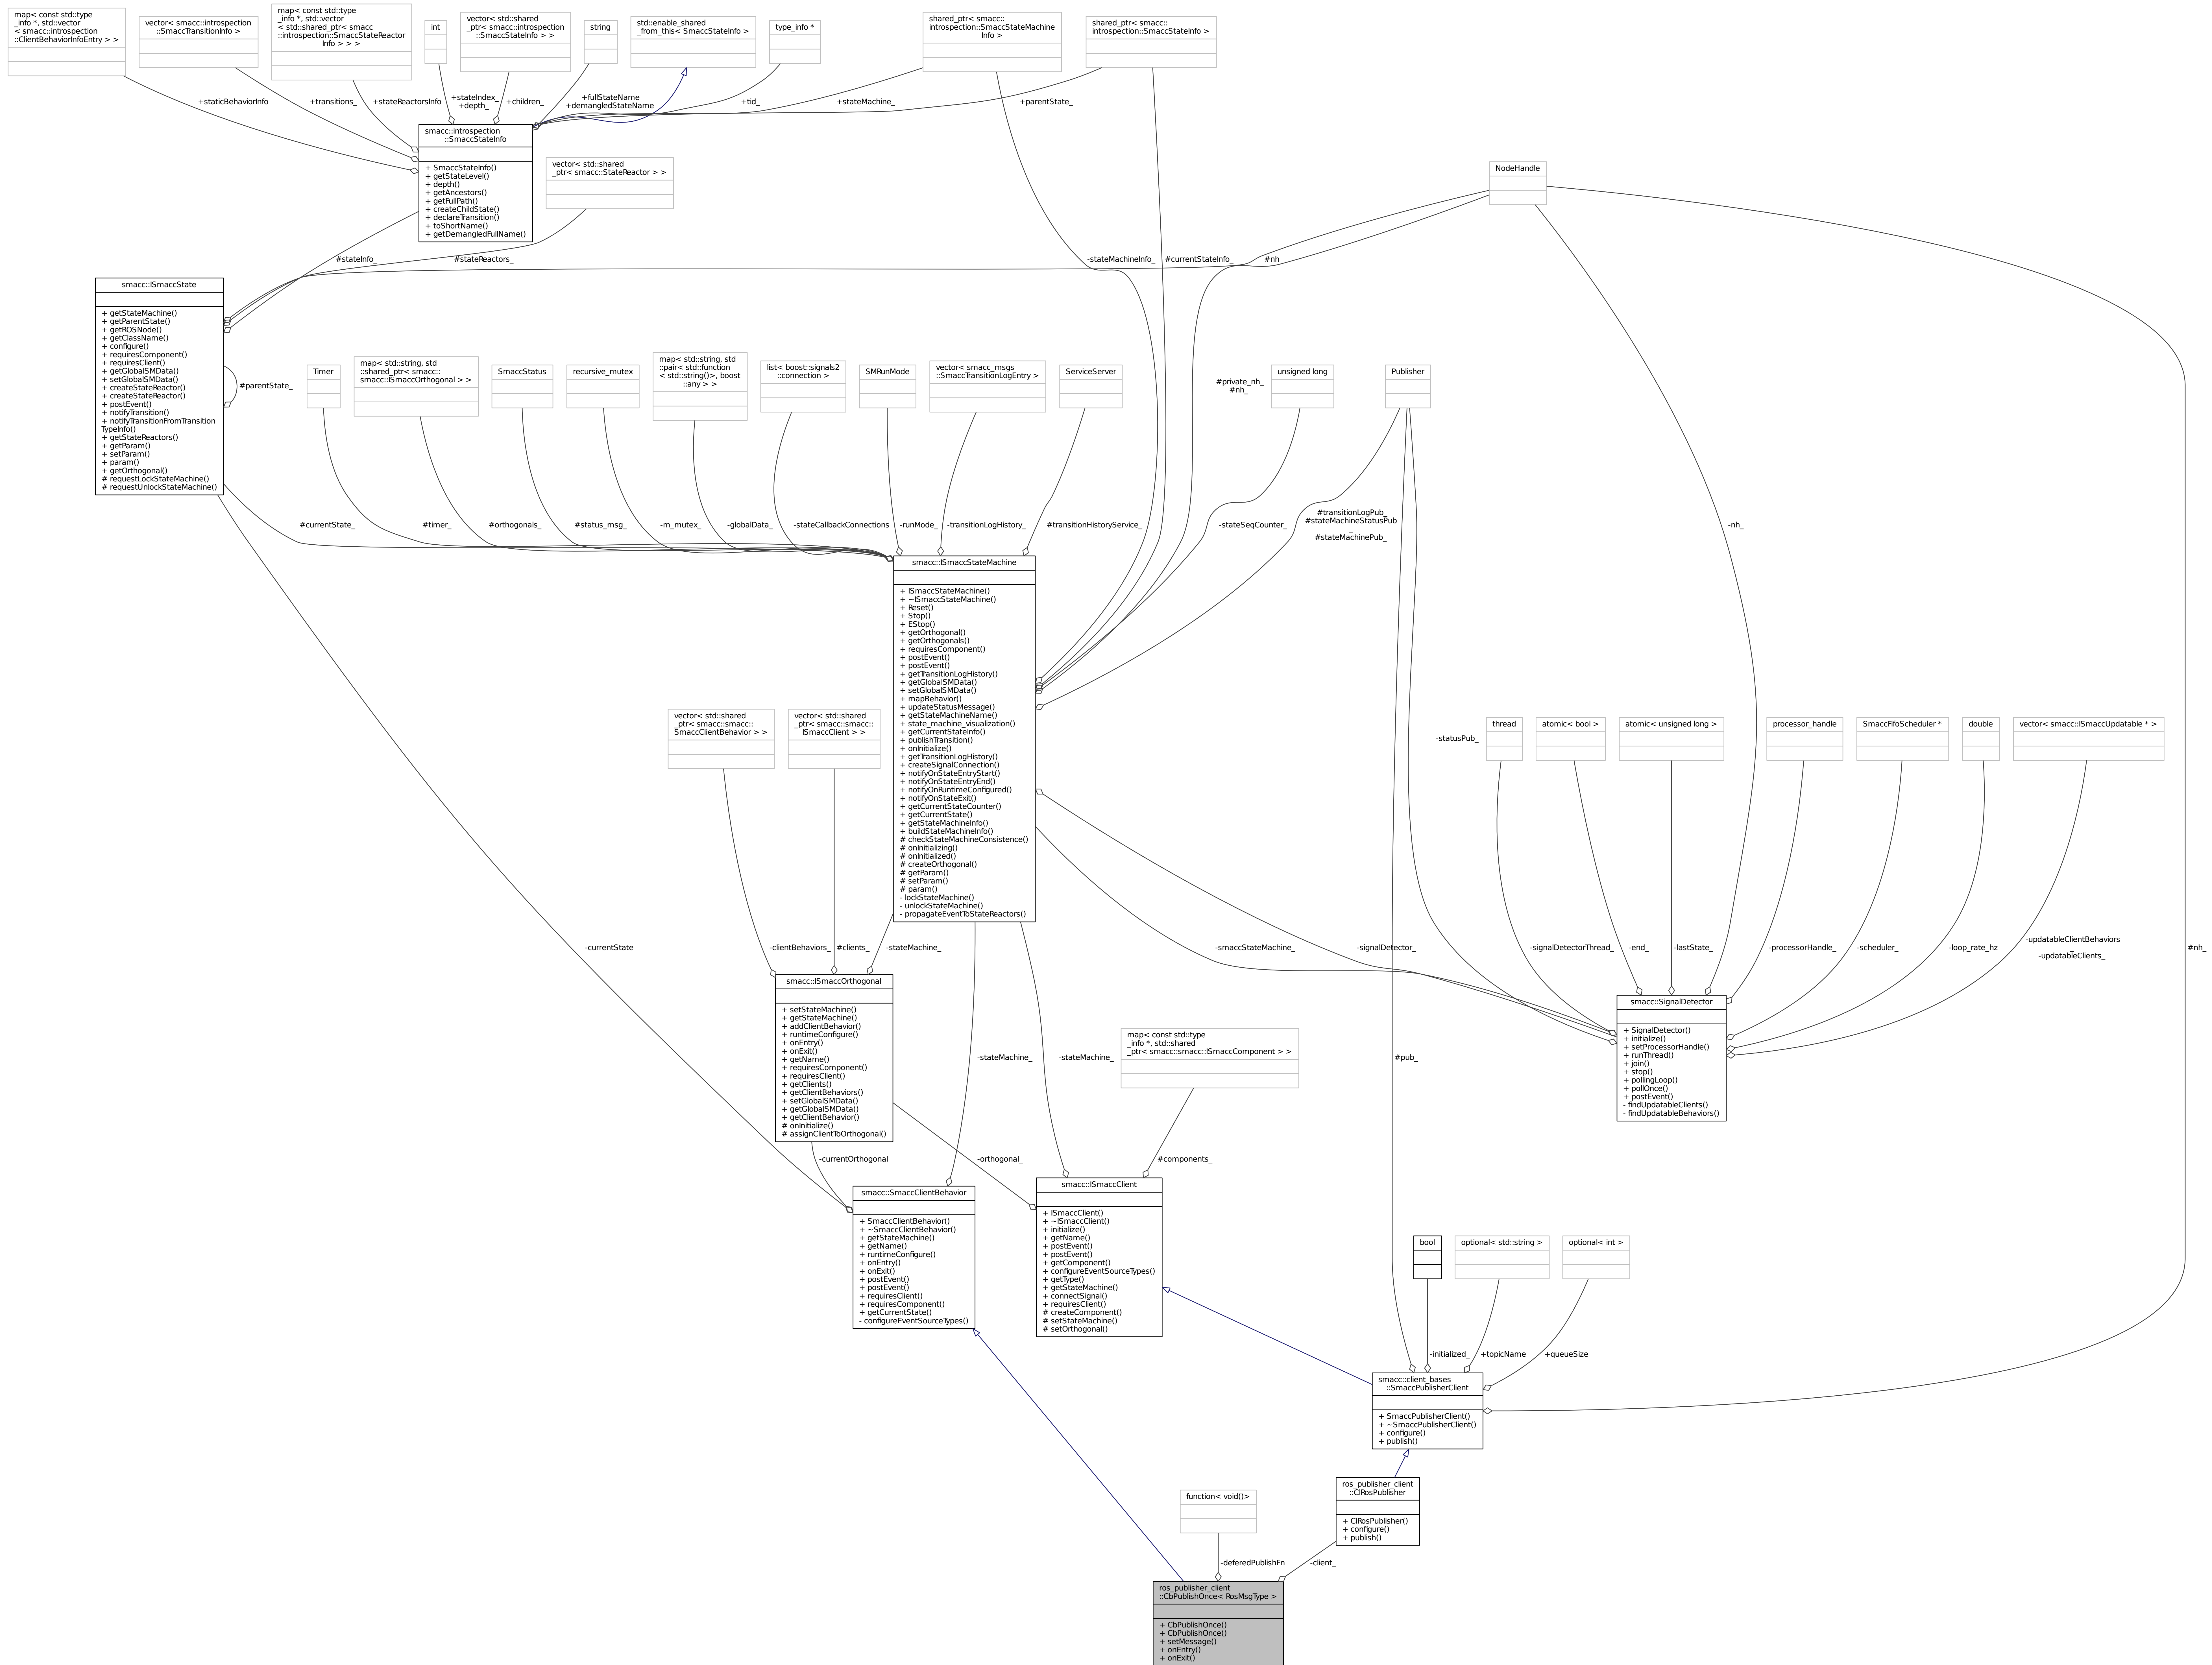 map< const std::type
_info *, std::vector
< smacc::introspection
::ClientBehaviorInfoEntry > >
vector< smacc::introspection
::SmaccTransitionInfo >
map< const std::type
_info *, std::vector
< std::shared_ptr< smacc
::introspection::SmaccStateReactor
Info > > >
int
vector< std::shared
_ptr< smacc::introspection
::SmaccStateInfo > >
string
std::enable_shared
_from_this< SmaccStateInfo >
type_info *
shared_ptr< smacc::
introspection::SmaccStateMachine
Info >
shared_ptr< smacc::
introspection::SmaccStateInfo >
+staticBehaviorInfo
+transitions_
+stateReactorsInfo
+stateIndex_
+depth_
+children_
+fullStateName
+demangledStateName
+tid_
+stateMachine_
+parentState_
smacc::introspection
::SmaccStateInfo
+ SmaccStateInfo()
+ getStateLevel()
+ depth()
+ getAncestors()
+ getFullPath()
+ createChildState()
+ declareTransition()
+ toShortName()
+ getDemangledFullName()
vector< std::shared
_ptr< smacc::StateReactor > >
NodeHandle
#stateInfo_
#stateReactors_
-stateMachineInfo_
#currentStateInfo_
#nh
smacc::ISmaccState
+ getStateMachine()
+ getParentState()
+ getROSNode()
+ getClassName()
+ configure()
+ requiresComponent()
+ requiresClient()
+ getGlobalSMData()
+ setGlobalSMData()
+ createStateReactor()
+ createStateReactor()
+ postEvent()
+ notifyTransition()
+ notifyTransitionFromTransition
TypeInfo()
+ getStateReactors()
+ getParam()
+ setParam()
+ param()
+ getOrthogonal()
# requestLockStateMachine()
# requestUnlockStateMachine()
#parentState_
Timer
map< std::string, std
::shared_ptr< smacc::
smacc::ISmaccOrthogonal > >
SmaccStatus
recursive_mutex
map< std::string, std
::pair< std::function
< std::string()>, boost
::any > >
list< boost::signals2
::connection >
SMRunMode
vector< smacc_msgs
::SmaccTransitionLogEntry >
ServiceServer
#private_nh_
#nh_
unsigned long
Publisher
#currentState_
#timer_
#orthogonals_
#status_msg_
-m_mutex_
-globalData_
-stateCallbackConnections
-runMode_
-transitionLogHistory_
#transitionHistoryService_
-stateSeqCounter_
#transitionLogPub_
#stateMachineStatusPub
_
#stateMachinePub_
-nh_
smacc::ISmaccStateMachine
+ ISmaccStateMachine()
+ ~ISmaccStateMachine()
+ Reset()
+ Stop()
+ EStop()
+ getOrthogonal()
+ getOrthogonals()
+ requiresComponent()
+ postEvent()
+ postEvent()
+ getTransitionLogHistory()
+ getGlobalSMData()
+ setGlobalSMData()
+ mapBehavior()
+ updateStatusMessage()
+ getStateMachineName()
+ state_machine_visualization()
+ getCurrentStateInfo()
+ publishTransition()
+ onInitialize()
+ getTransitionLogHistory()
+ createSignalConnection()
+ notifyOnStateEntryStart()
+ notifyOnStateEntryEnd()
+ notifyOnRuntimeConfigured()
+ notifyOnStateExit()
+ getCurrentStateCounter()
+ getCurrentState()
+ getStateMachineInfo()
+ buildStateMachineInfo()
# checkStateMachineConsistence()
# onInitializing()
# onInitialized()
# createOrthogonal()
# getParam()
# setParam()
# param()
- lockStateMachine()
- unlockStateMachine()
- propagateEventToStateReactors()
vector< std::shared
_ptr< smacc::smacc::
SmaccClientBehavior > >
vector< std::shared
_ptr< smacc::smacc::
ISmaccClient > >
-statusPub_
thread
atomic< bool >
atomic< unsigned long >
processor_handle
SmaccFifoScheduler *
double
vector< smacc::ISmaccUpdatable * >
-currentState
-clientBehaviors_
#clients_
-stateMachine_
-smaccStateMachine_
-signalDetector_
-signalDetectorThread_
-end_
-lastState_
-processorHandle_
-scheduler_
-loop_rate_hz
-updatableClientBehaviors
_
-updatableClients_
#nh_
smacc::ISmaccOrthogonal
+ setStateMachine()
+ getStateMachine()
+ addClientBehavior()
+ runtimeConfigure()
+ onEntry()
+ onExit()
+ getName()
+ requiresComponent()
+ requiresClient()
+ getClients()
+ getClientBehaviors()
+ setGlobalSMData()
+ getGlobalSMData()
+ getClientBehavior()
# onInitialize()
# assignClientToOrthogonal()
smacc::SignalDetector
+ SignalDetector()
+ initialize()
+ setProcessorHandle()
+ runThread()
+ join()
+ stop()
+ pollingLoop()
+ pollOnce()
+ postEvent()
- findUpdatableClients()
- findUpdatableBehaviors()
-stateMachine_
-stateMachine_
map< const std::type
_info *, std::shared
_ptr< smacc::smacc::ISmaccComponent > >
#pub_
-currentOrthogonal
-orthogonal_
#components_
smacc::SmaccClientBehavior
+ SmaccClientBehavior()
+ ~SmaccClientBehavior()
+ getStateMachine()
+ getName()
+ runtimeConfigure()
+ onEntry()
+ onExit()
+ postEvent()
+ postEvent()
+ requiresClient()
+ requiresComponent()
+ getCurrentState()
- configureEventSourceTypes()
smacc::ISmaccClient
+ ISmaccClient()
+ ~ISmaccClient()
+ initialize()
+ getName()
+ postEvent()
+ postEvent()
+ getComponent()
+ configureEventSourceTypes()
+ getType()
+ getStateMachine()
+ connectSignal()
+ requiresClient()
# createComponent()
# setStateMachine()
# setOrthogonal()
bool
optional< std::string >
optional< int >
-initialized_
+topicName
+queueSize
smacc::client_bases
::SmaccPublisherClient
+ SmaccPublisherClient()
+ ~SmaccPublisherClient()
+ configure()
+ publish()
function< void()>
ros_publisher_client
::ClRosPublisher
+ ClRosPublisher()
+ configure()
+ publish()
-deferedPublishFn
-client_
ros_publisher_client
::CbPublishOnce< RosMsgType >
+ CbPublishOnce()
+ CbPublishOnce()
+ setMessage()
+ onEntry()
+ onExit()